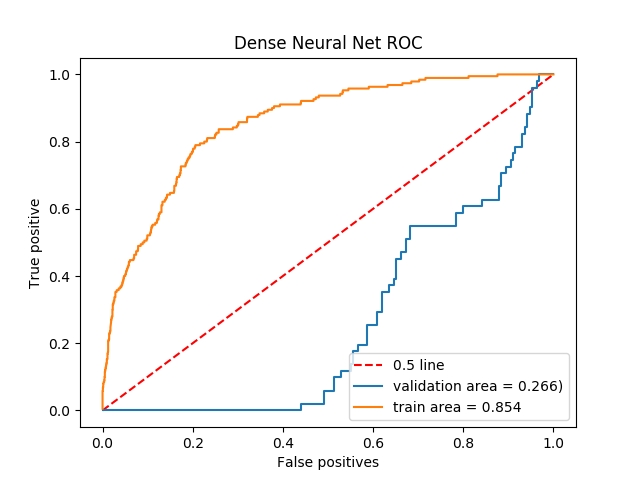 Dense Neural Net ROC
True positive
1.0
0.8
0.6
0.4
0.2
0.0
0.5 line
validation area = 0.266)
train area = 0.854
0.0 0.2 0.4 0.6 0.8 1.0
False positives